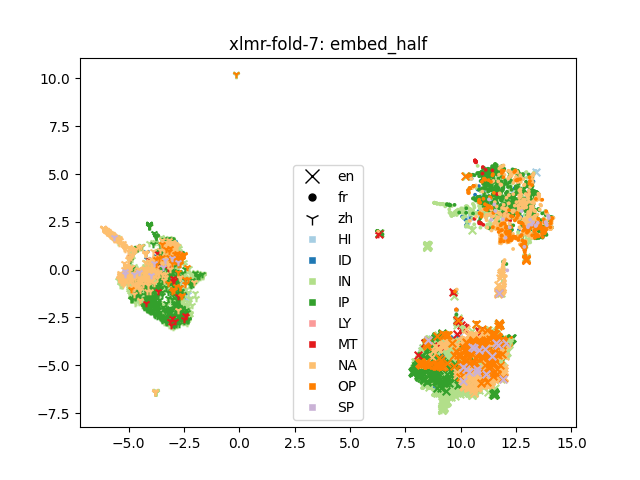 xlmr-fold-7: embed_half
10.0
7.5
5.0
2.5
0.0
−2.5
−5.0
−7.5
−5.0
−2.5
0.0
2.5
5.0
7.5
10.0
12.5
15.0
en
fr
zh
HI
ID
IN
IP
LY
MT
NA
OP
SP